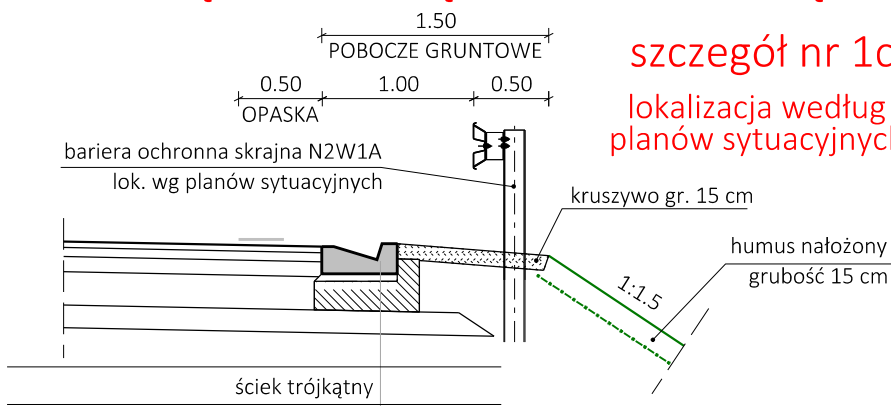 1.50
POBOCZE GRUNTOWE
szczegół nr 1c
0.50 1.00 0.50
OPASKA
lokalizacja według
planów sytuacyjnych
bariera ochronna skrajna N2W1A
lok. wg planów sytuacyjnych
kruszywo gr. 15 cm
humus nałożony
grubość 15 cm
1:1.5
ściek trójkątny